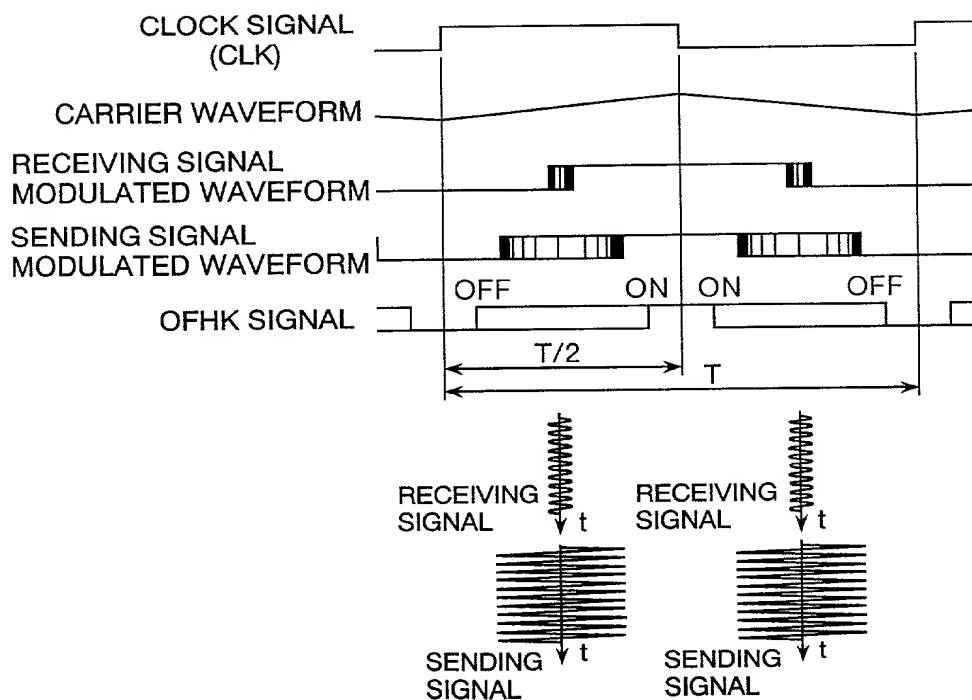 CLOCK SIGNAL
(CLK)
CARRIER WAVEFORM
RECEIVING SIGNAL
MODULATED WAVEFORM
SENDING SIGNAL
MODULATED WAVEFORM
OFF ON ON OFF
OFHK SIGNAL
T/2
T
RECEIVING
SIGNAL
t
RECEIVING
SIGNAL
t
SENDING
SIGNAL
t
SENDING
SIGNAL
t